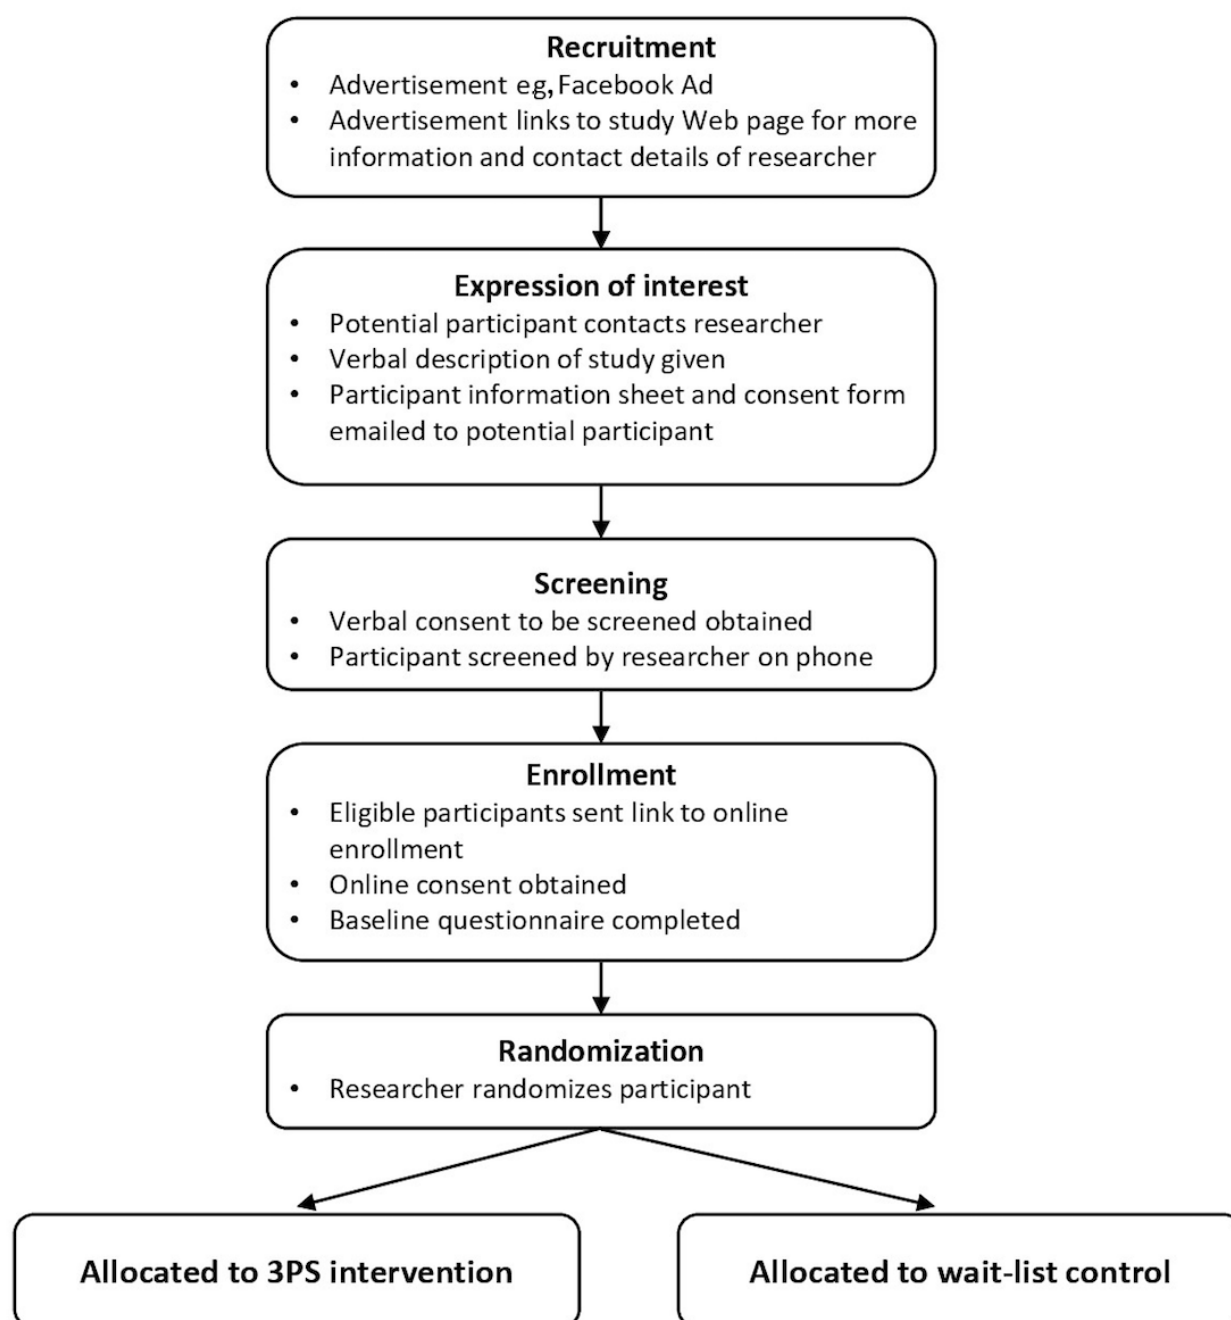 Recruitment
• Advertisement eg, Facebook Ad
• Advertisement links to study Web page for more
information and contact details of researcher
Expression of interest
• Potential participant contacts researcher
• Verbal description of study given
• Participant information sheet and consent form
emailed to potential participant
Screening
• Verbal consent to be screened obtained
• Participant screened by researcher on phone
Enrollment
• Eligible participants sent link to online
enrollment
• Online consent obtained
• Baseline questionnaire completed
Randomization
• Researcher randomizes participant
Allocated to 3PS intervention
Allocated to wait-list control